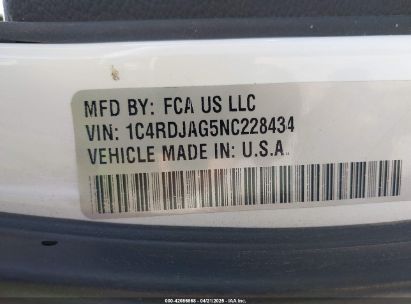 MFD BY: FCA US LLC
VIN: 1C4RDJAG5NC228434
VEHICLE MADE IN: U.S.A.